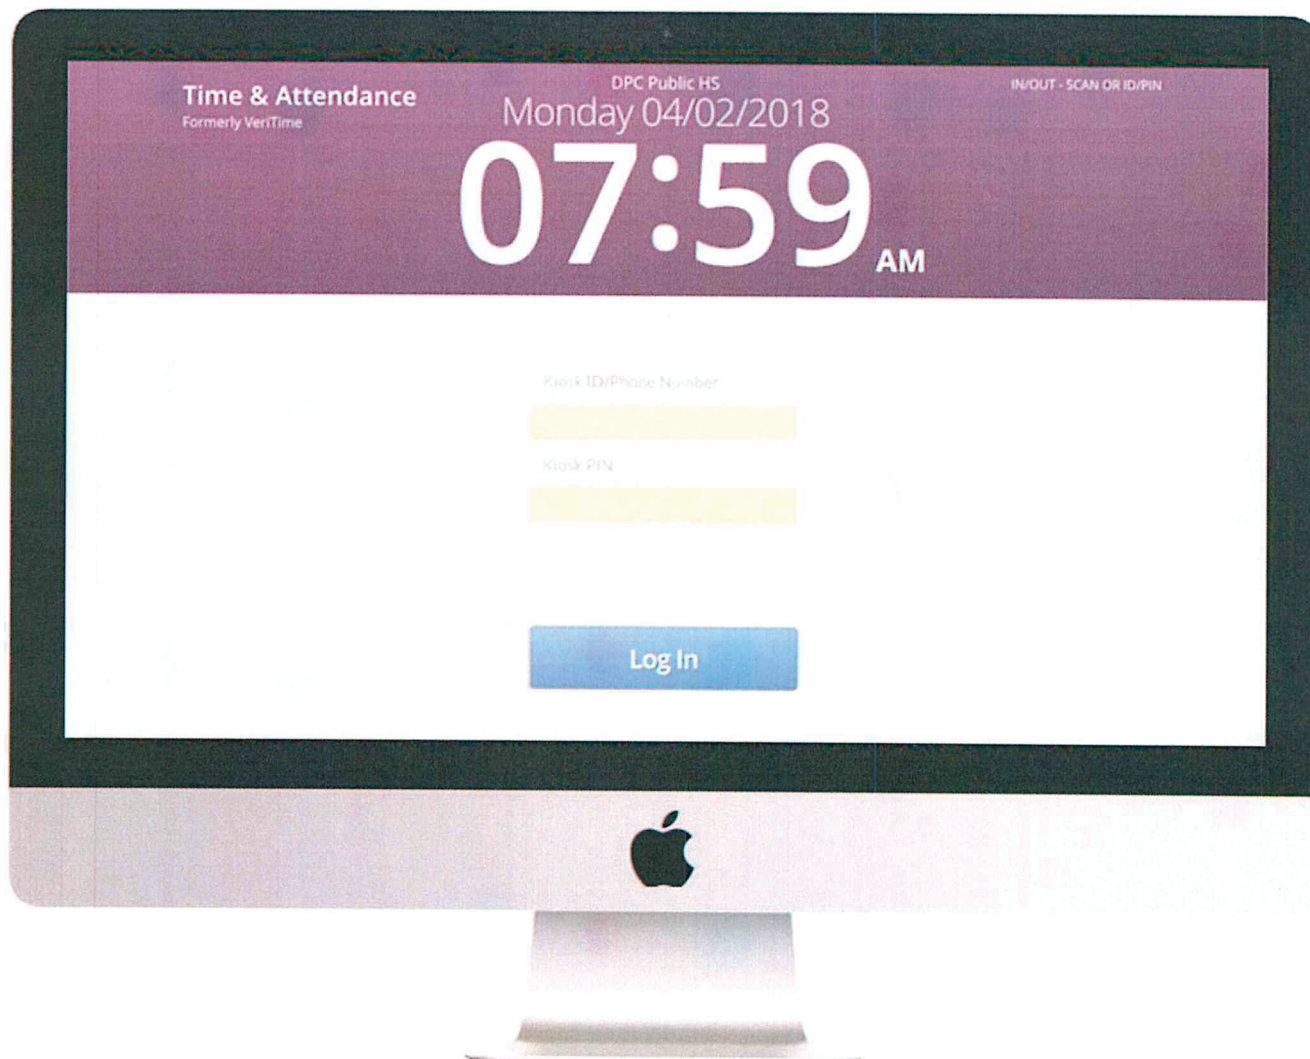 Time & Attendance
Formerly VeriTime
DPC Public HS
Monday 04/02/2018
07:59 AM
IN/OUT - SCAN OR ID/PIN
Kiosk ID/Phone Number
Kiosk PIN
Log In